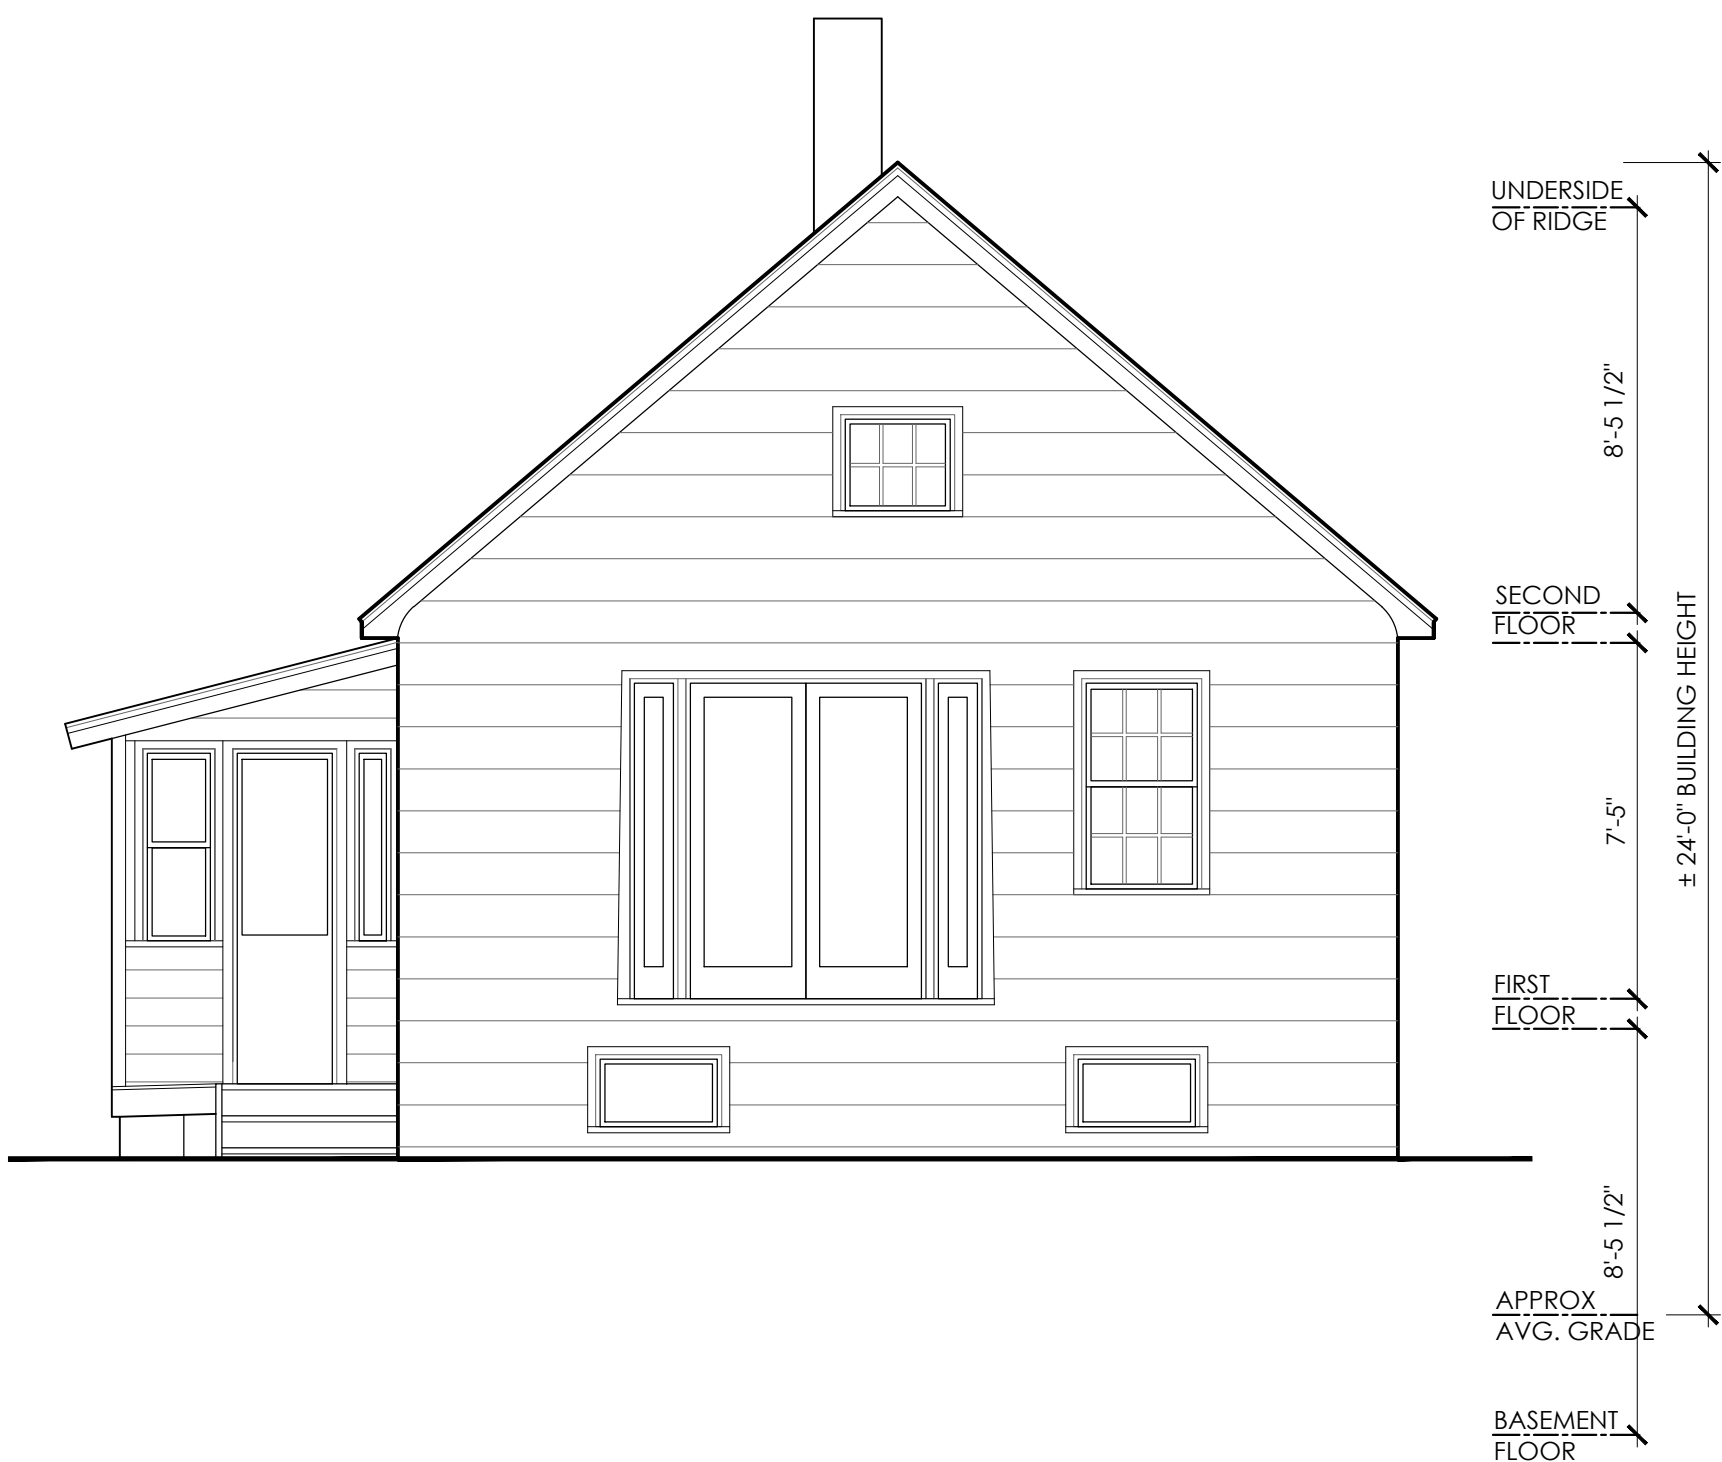 UNDERSIDE
OF RIDGE
8'-5 1/2"
SECOND
FLOOR
± 24'-0" BUILDING HEIGHT
7'-5"
FIRST
FLOOR
8'-5 1/2"
APPROX
AVG. GRADE
BASEMENT
FLOOR